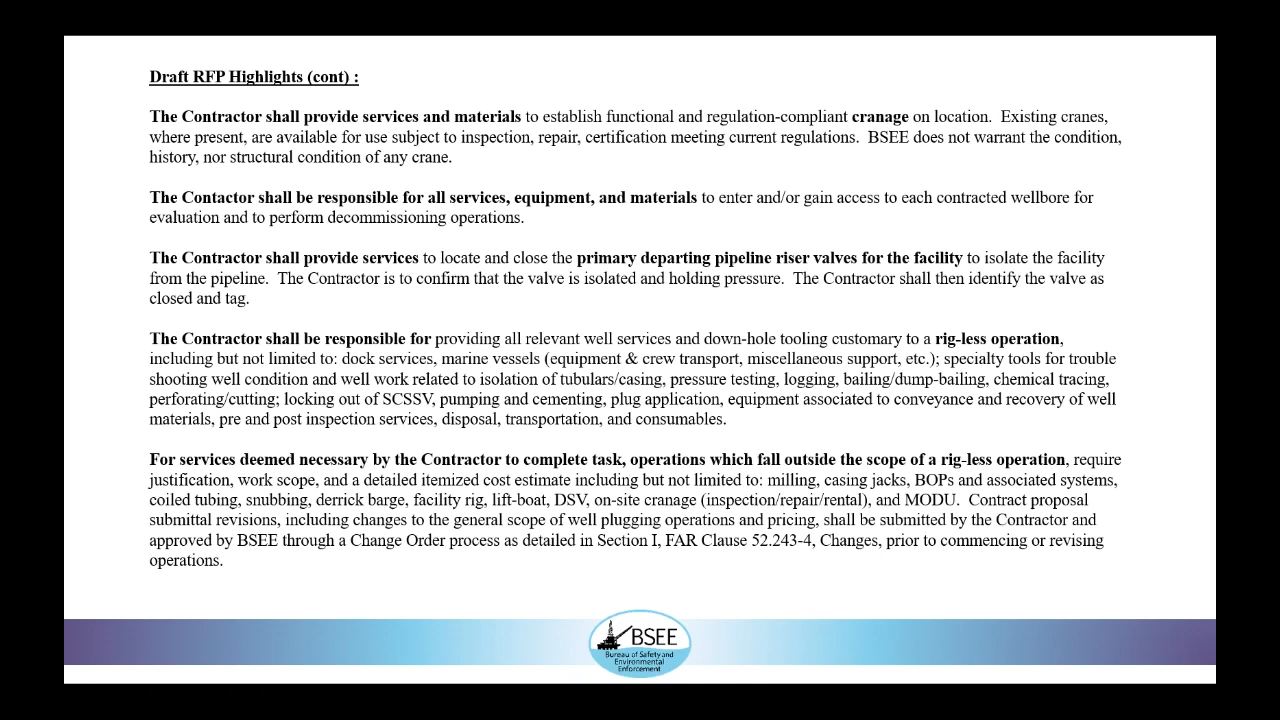 Draft RFP Highlights (cont) :
The Contractor shall provide services and materials to establish functional and regulation-compliant cranage on location.  Existing cranes,
where present, are available for use subject to inspection, repair, certification meeting current regulations.  BSEE does not warrant the condition,
history, nor structural condition of any crane.
The Contactor shall be responsible for all services, equipment, and materials to enter and/or gain access to each contracted wellbore for
evaluation and to perform decommissioning operations.
The Contractor shall provide services to locate and close the primary departing pipeline riser valves for the facility to isolate the facility
from the pipeline.  The Contractor is to confirm that the valve is isolated and holding pressure.  The Contractor shall then identify the valve as
closed and tag.
The Contractor shall be responsible for providing all relevant well services and down-hole tooling customary to a rig-less operation,
including but not limited to: dock services, marine vessels (equipment & crew transport, miscellaneous support, etc.); specialty tools for trouble
shooting well condition and well work related to isolation of tubulars/casing, pressure testing, logging, bailing/dump-bailing, chemical tracing,
perforating/cutting; locking out of SCSSV, pumping and cementing, plug application, equipment associated to conveyance and recovery of well
materials, pre and post inspection services, disposal, transportation, and consumables.
For services deemed necessary by the Contractor to complete task, operations which fall outside the scope of a rig-less operation, require
justification, work scope, and a detailed itemized cost estimate including but not limited to: milling, casing jacks, BOPs and associated systems,
coiled tubing, snubbing, derrick barge, facility rig, lift-boat, DSV, on-site cranage (inspection/repair/rental), and MODU.  Contract proposal
submittal revisions, including changes to the general scope of well plugging operations and pricing, shall be submitted by the Contractor and
approved by BSEE through a Change Order process as detailed in Section I, FAR Clause 52.243-4, Changes, prior to commencing or revising
operations.
BSEE
Bureau of Safety and
Environmental
Enforcement